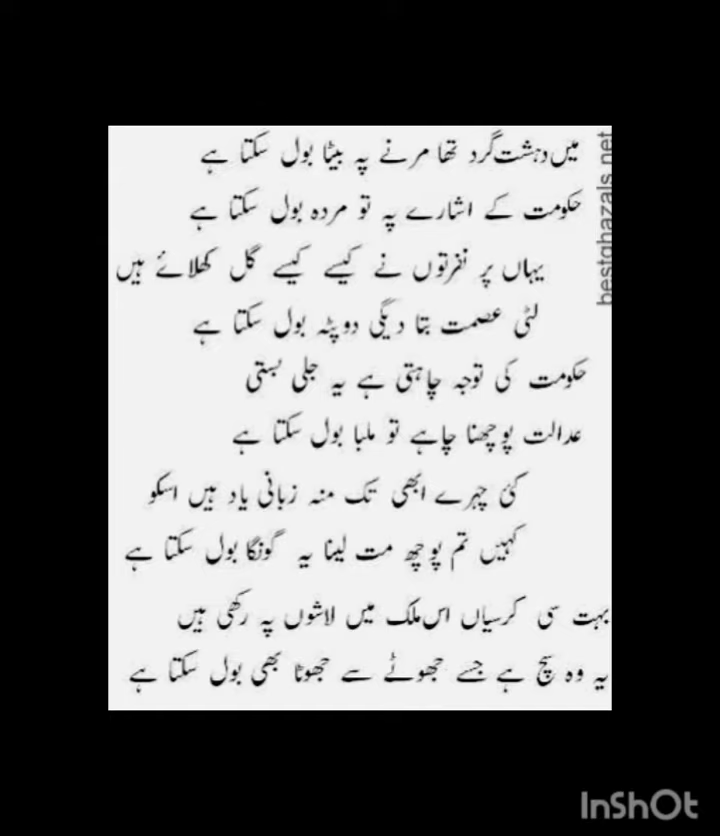 میں دہشت گرد تھا مرنے پہ بیٹا بول سکتا ہے
حکومت کے اشارے پہ تو مردہ بول سکتا ہے
یہاں پر نفرتوں نے کیسے کیسے گل کھلائے ہیں
لٹی عصمت بتا دیگی دوپٹہ بول سکتا ہے
حکومت کی توجہ چاہتی ہے یہ جلی بستی
عدالت پوچھنا چاہے تو ملبا بول سکتا ہے
کئی چہرے ابھی تک منہ زبانی یاد ہیں اسکو
کہیں تم پوچھ مت لینا یہ گونگا بول سکتا ہے
بہت سی کرسیاں اس ملک میں لاشوں پہ رکھی ہیں
یہ وہ سچ ہے جسے جھوٹے سے جھوٹا بھی بول سکتا ہے
bestghazals.net
InShOt